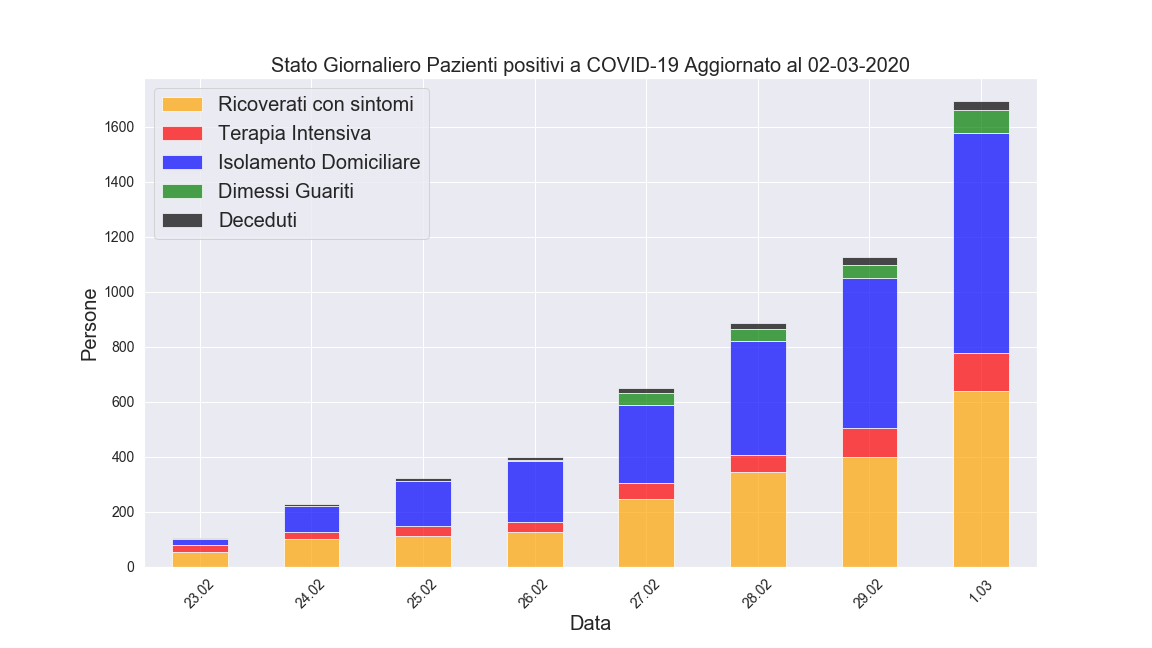 Stato Giornaliero Pazienti positivi a COVID-19 Aggiornato al 02-03-2020
Ricoverati con sintomi
Terapia Intensiva
Isolamento Domiciliare
Dimessi Guariti
Deceduti
Persone
1600
1400
1200
1000
800
600
400
200
0
23.02
24.02
25.02
26.02
27.02
28.02
29.02
1.03
Data